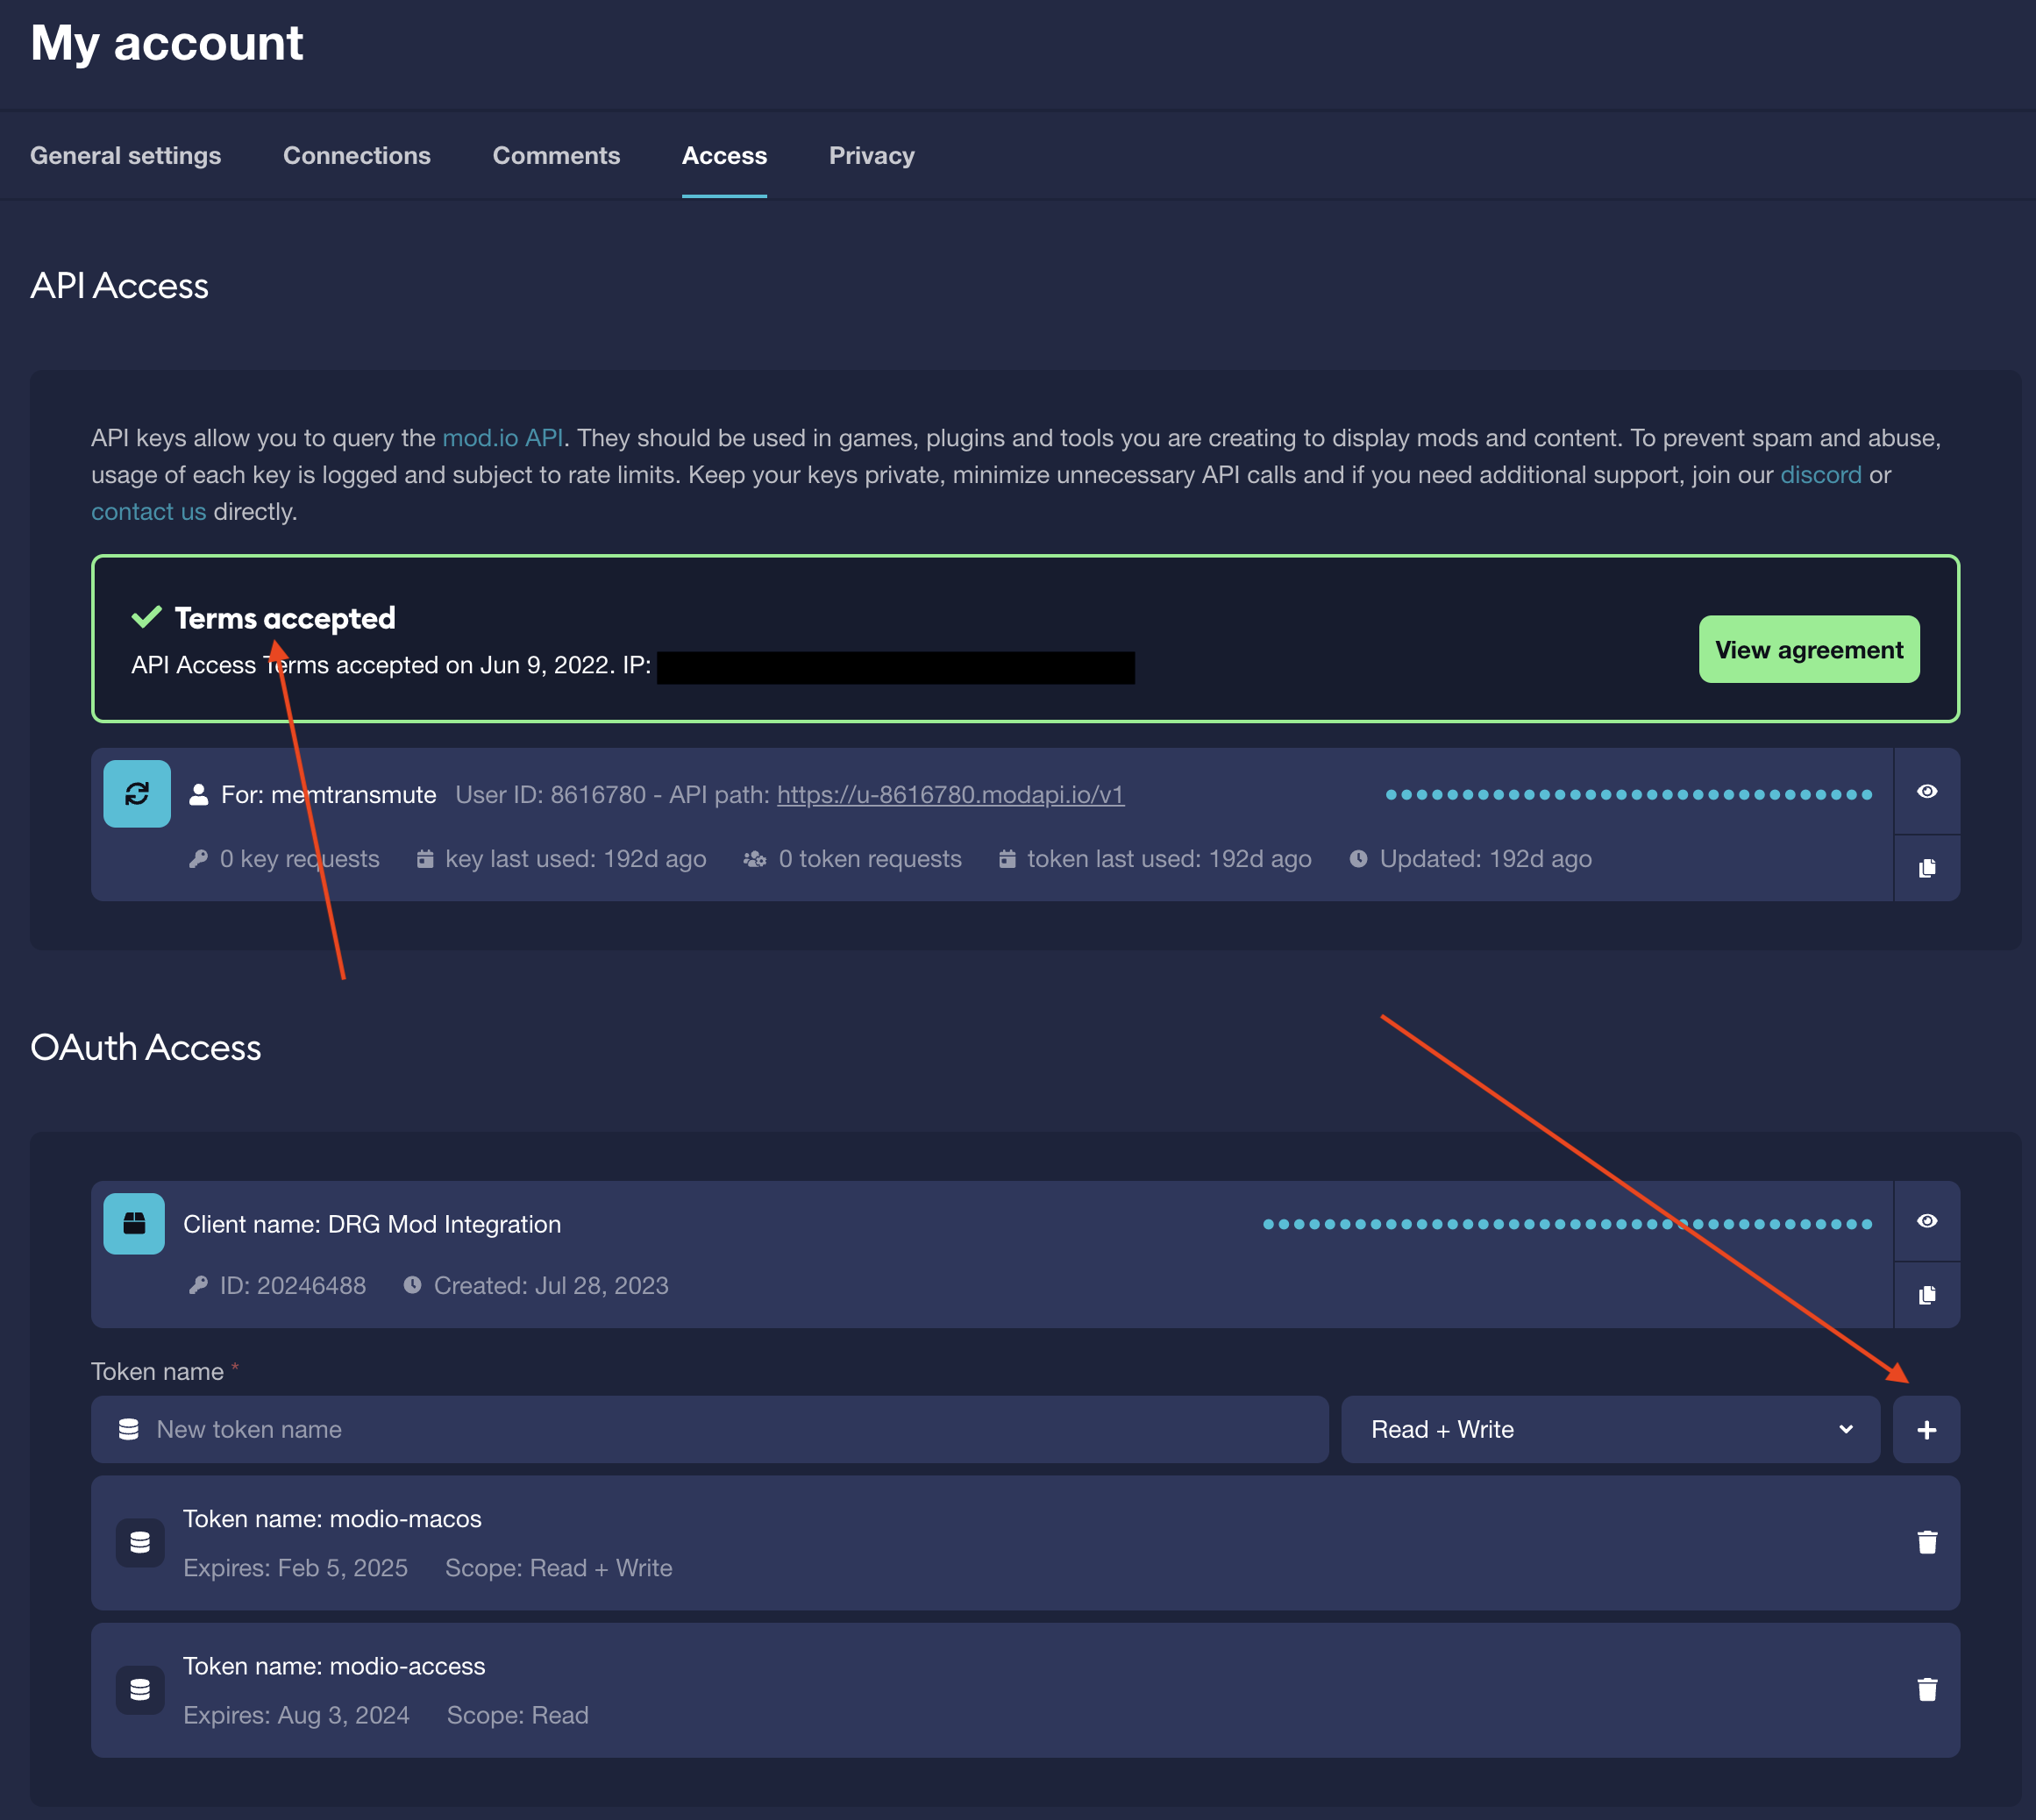 My account
General settings Connections Comments Access Privacy
API Access
API keys allow you to query the mod.io API. They should be used in games, plugins and tools you are creating to display mods and content. To prevent spam and abuse,
usage of each key is logged and subject to rate limits. Keep your keys private, minimize unnecessary API calls and if you need additional support, join our discord or
contact us directly.
Terms accepted
API Access Terms accepted on Jun 9, 2022. IP:
View agreement
For: memtransmute User ID: 8616780 - API path: https://u-8616780.modapi.io/v1
0 key requests key last used: 192d ago 0 token requests token last used: 192d ago Updated: 192d ago
OAuth Access
Client name: DRG Mod Integration
ID: 20246488 Created: Jul 28, 2023
Token name *
New token name Read + Write
Token name: modio-macos
Expires: Feb 5, 2025 Scope: Read + Write
Token name: modio-access
Expires: Aug 3, 2024 Scope: Read